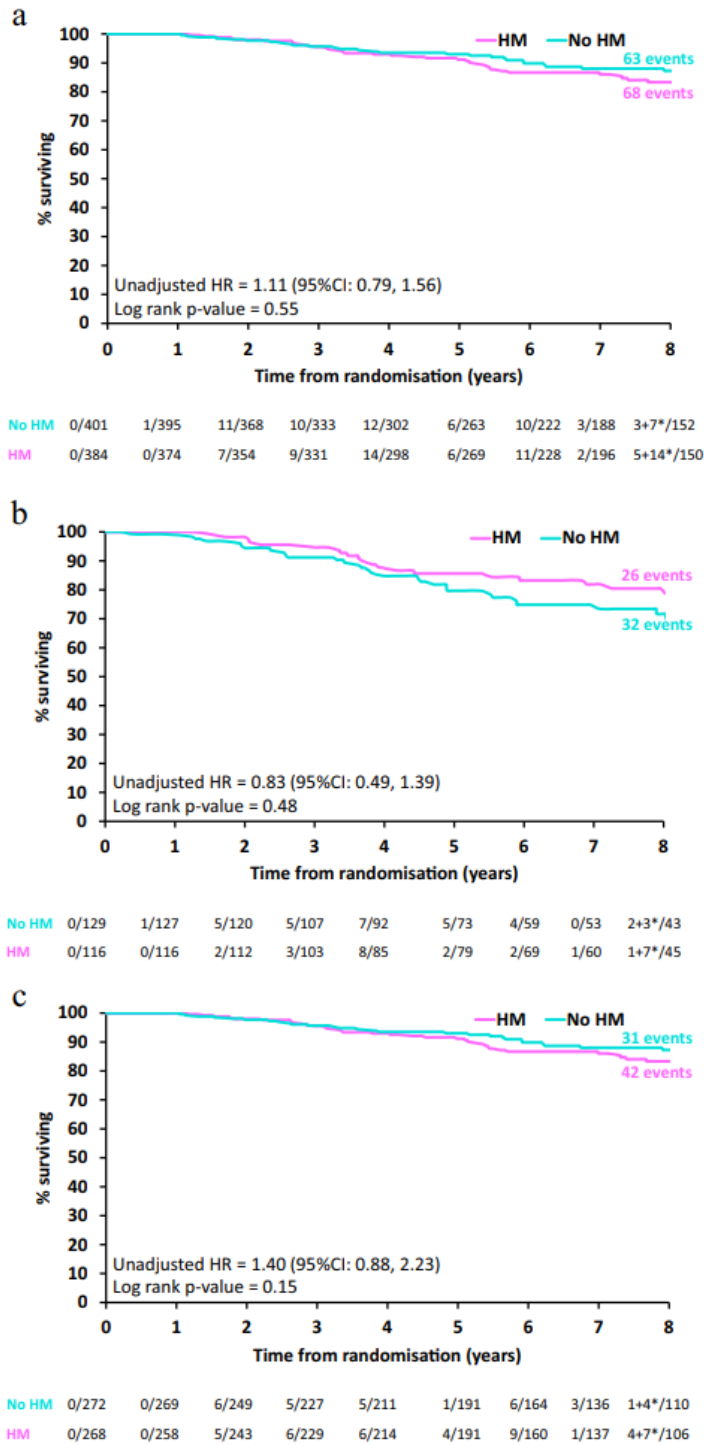 a
HM No HM
63 events
68 events
100
90
80
70
60
50
40
30
20
10
0
% surviving
Unadjusted HR = 1.11 (95%CI: 0.79, 1.56)
Log rank p-value = 0.55
0 1 2 3 4 5 6 7 8
Time from randomisation (years)
No HM 0/401 1/395 11/368 10/333 12/302 6/263 10/222 3/188 3+7*/152
HM 0/384 0/374 7/354 9/331 14/298 6/269 11/228 2/196 5+14*/150
b
HM No HM
26 events
32 events
100
90
80
70
60
50
40
30
20
10
0
% surviving
Unadjusted HR = 0.83 (95%CI: 0.49, 1.39)
Log rank p-value = 0.48
0 1 2 3 4 5 6 7 8
Time from randomisation (years)
No HM 0/129 1/127 5/120 5/107 7/92 5/73 4/59 0/53 2+3*/43
HM 0/116 0/116 2/112 3/103 8/85 2/79 2/69 1/60 1+7*/45
c
HM No HM
31 events
42 events
100
90
80
70
60
50
40
30
20
10
0
% surviving
Unadjusted HR = 1.40 (95%CI: 0.88, 2.23)
Log rank p-value = 0.15
0 1 2 3 4 5 6 7 8
Time from randomisation (years)
No HM 0/272 0/269 6/249 5/227 5/211 1/191 6/164 3/136 1+4*/110
HM 0/268 0/258 5/243 6/229 6/214 4/191 9/160 1/137 4+7*/106